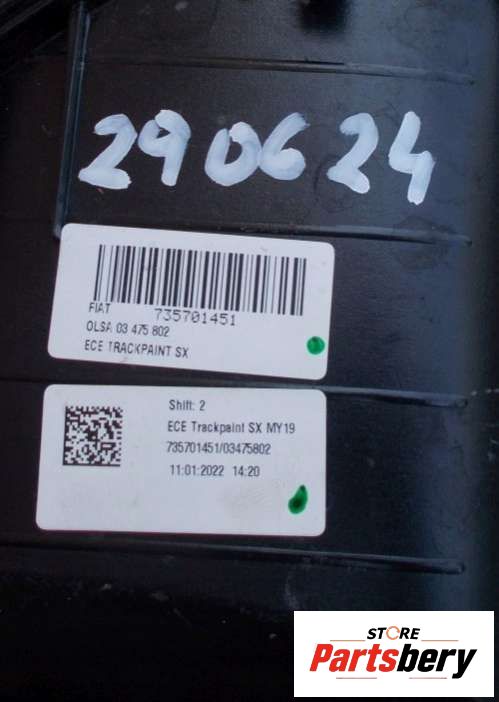 290624
FIAT 735701451
OLSA 03 475 802
ECE TRACKPAINT SX
Shift: 2
ECE Trackpaint SX MY19
735701451/03475802
11:01:2022 14:20
STORE
Partsbery